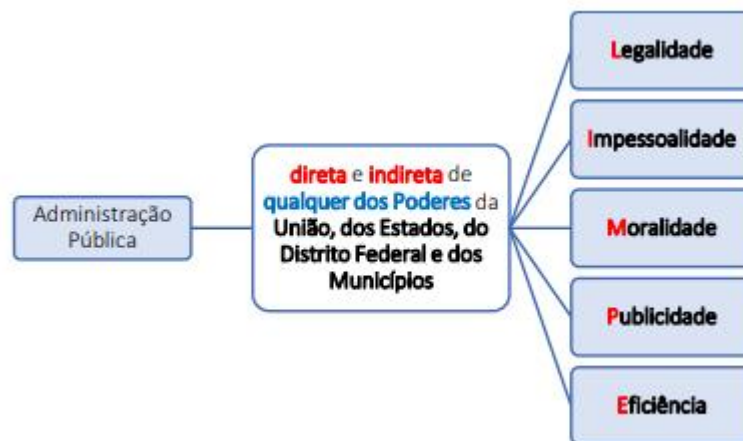 Administração
Pública
direta e indireta de
qualquer dos Poderes da
União, dos Estados, do
Distrito Federal e dos
Municípios
Legalidade
Impessoalidade
Moralidade
Publicidade
Eficiência